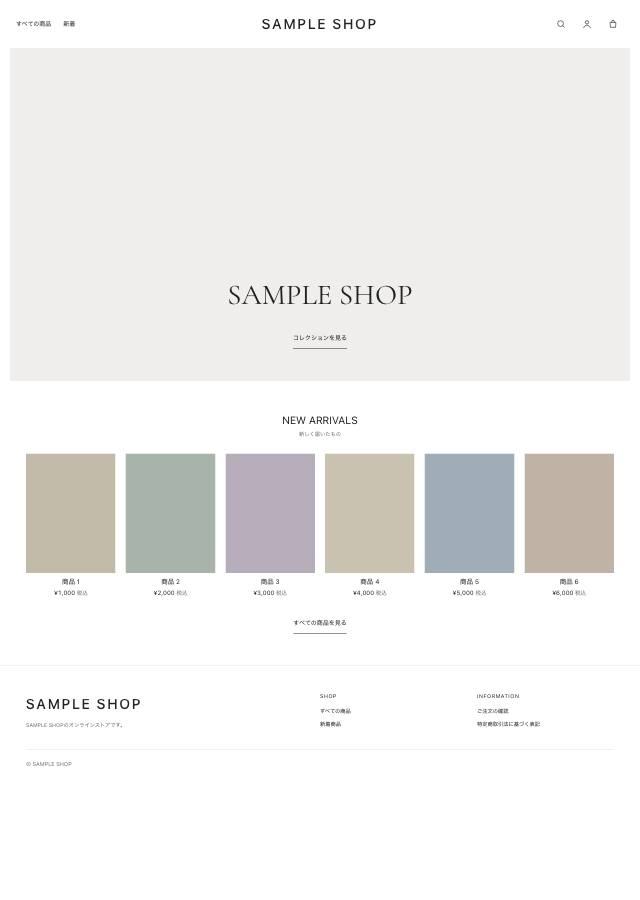 すべての商品 新着
SAMPLE SHOP
SAMPLE SHOP
コレクションを見る
NEW ARRIVALS
新しく届いたもの
商品 1
¥1,000 税込
商品 2
¥2,000 税込
商品 3
¥3,000 税込
商品 4
¥4,000 税込
商品 5
¥5,000 税込
商品 6
¥6,000 税込
すべての商品を見る
SAMPLE SHOP
SAMPLE SHOPのオンラインストアです。
SHOP
すべての商品
新着商品
INFORMATION
ご注文の確認
特定商取引法に基づく表記
© SAMPLE SHOP